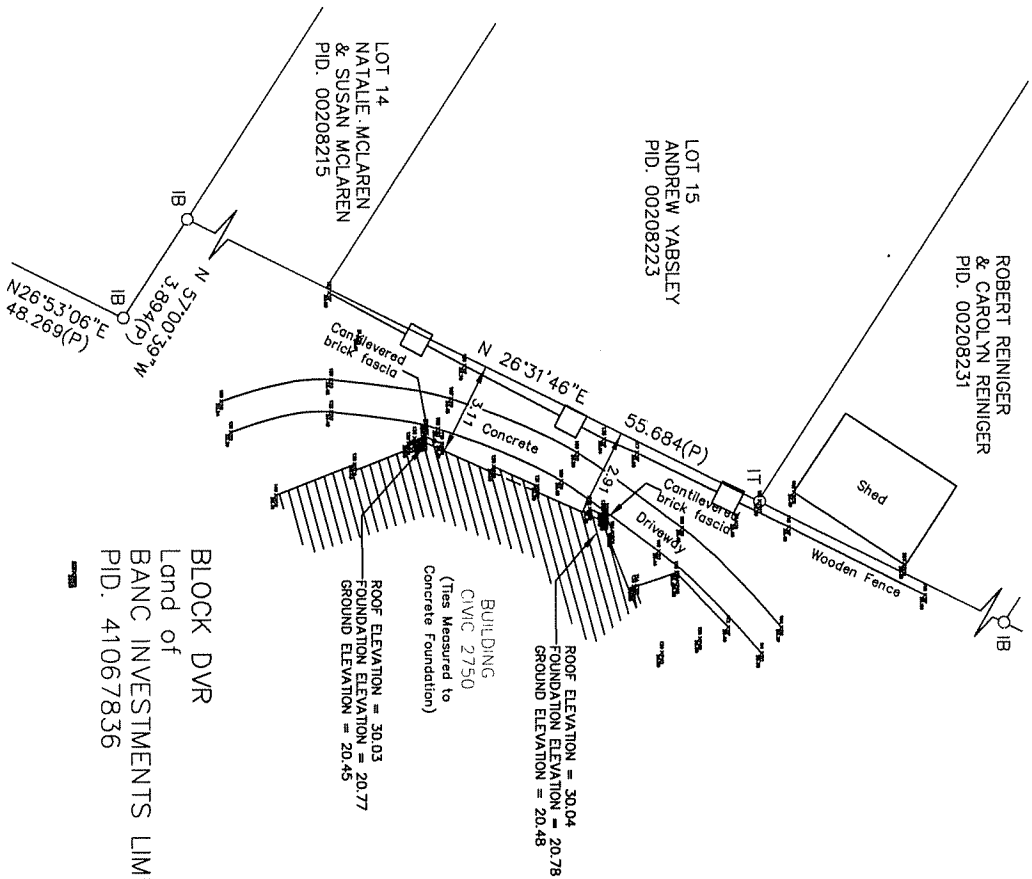 LOT 14
NATALIE MCLAREN
& SUSAN MCLAREN
PID. 00208215
LOT 15
ANDREW YABSLEY
PID. 00208223
ROBERT REINIGER
& CAROLYN REINIGER
PID. 00208231
IB
IB
N 57°00'39"W
3.894(P)
N26°53'06"E
48.269(P)
Cantilevered
brick fascia
N 26°31'46"E
55.684(P)
3.11
Concrete
2.91
Cantilevered
brick fascia
Driveway
IT
Shed
Wooden Fence
IB
BUILDING
CIVIC 2750
(Ties Measured to
Concrete Foundation)
ROOF ELEVATION = 30.04
FOUNDATION ELEVATION = 20.78
GROUND ELEVATION = 20.48
ROOF ELEVATION = 30.03
FOUNDATION ELEVATION = 20.77
GROUND ELEVATION = 20.45
BLOCK DVR
Land of
BANC INVESTMENTS LIM
PID. 41067836